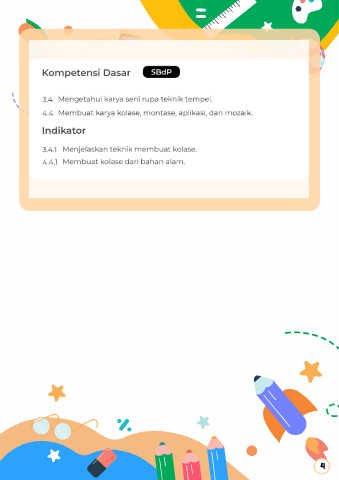 Kompetensi Dasar SBdP
3.4 Mengetahui karya seni rupa teknik tempel.
4.4 Membuat karya kolase, montase, aplikasi, dan mozaik.
Indikator
3.4.1 Menjelaskan teknik membuat kolase.
4.4.1 Membuat kolase dari bahan alam.
4